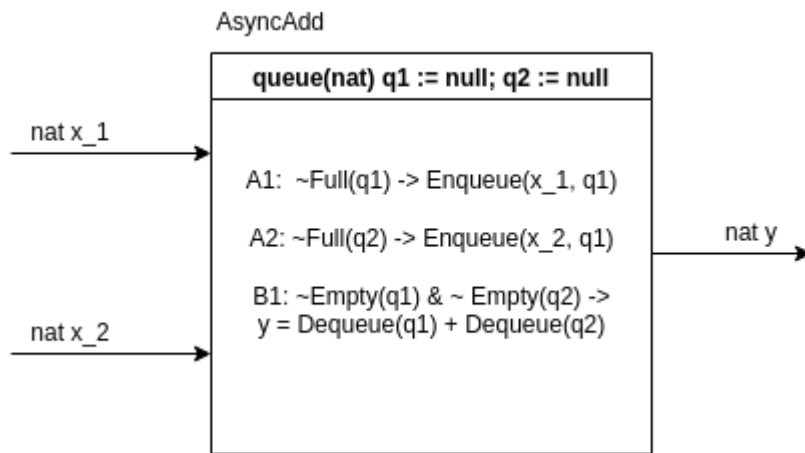 AsyncAdd
queue(nat) q1 := null; q2 := null
nat x_1
A1:  ~Full(q1) -> Enqueue(x_1, q1)
A2: ~Full(q2) -> Enqueue(x_2, q1)
nat y
B1: ~Empty(q1) & ~ Empty(q2) ->
y = Dequeue(q1) + Dequeue(q2)
nat x_2